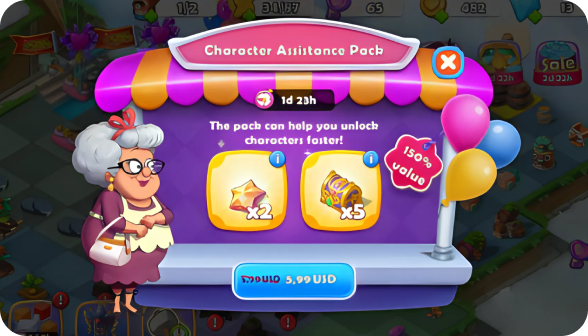 1/2
65
482
13
Character Assistance Pack
Sale
1d 23h
The pack can help you unlock
characters faster!
150%
value
x2
x5
5,99 USD